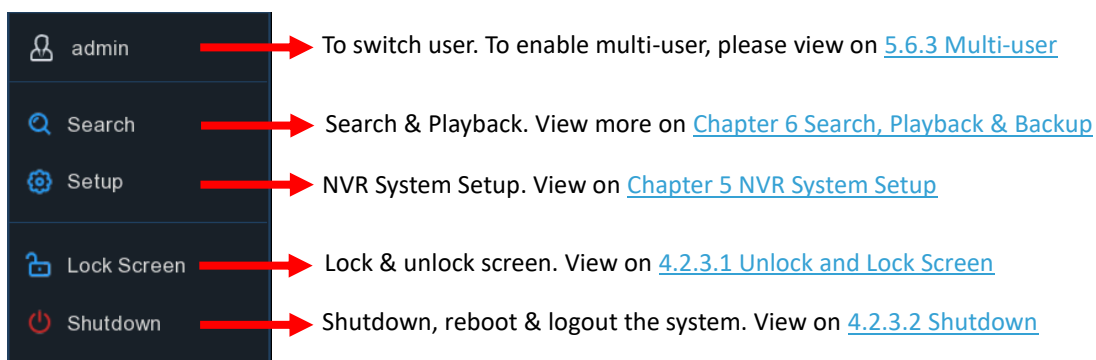 admin To switch user. To enable multi-user, please view on 5.6.3 Multi-user
Search Search & Playback. View more on Chapter 6 Search, Playback & Backup
Setup NVR System Setup. View on Chapter 5 NVR System Setup
Lock Screen Lock & unlock screen. View on 4.2.3.1 Unlock and Lock Screen
Shutdown Shutdown, reboot & logout the system. View on 4.2.3.2 Shutdown